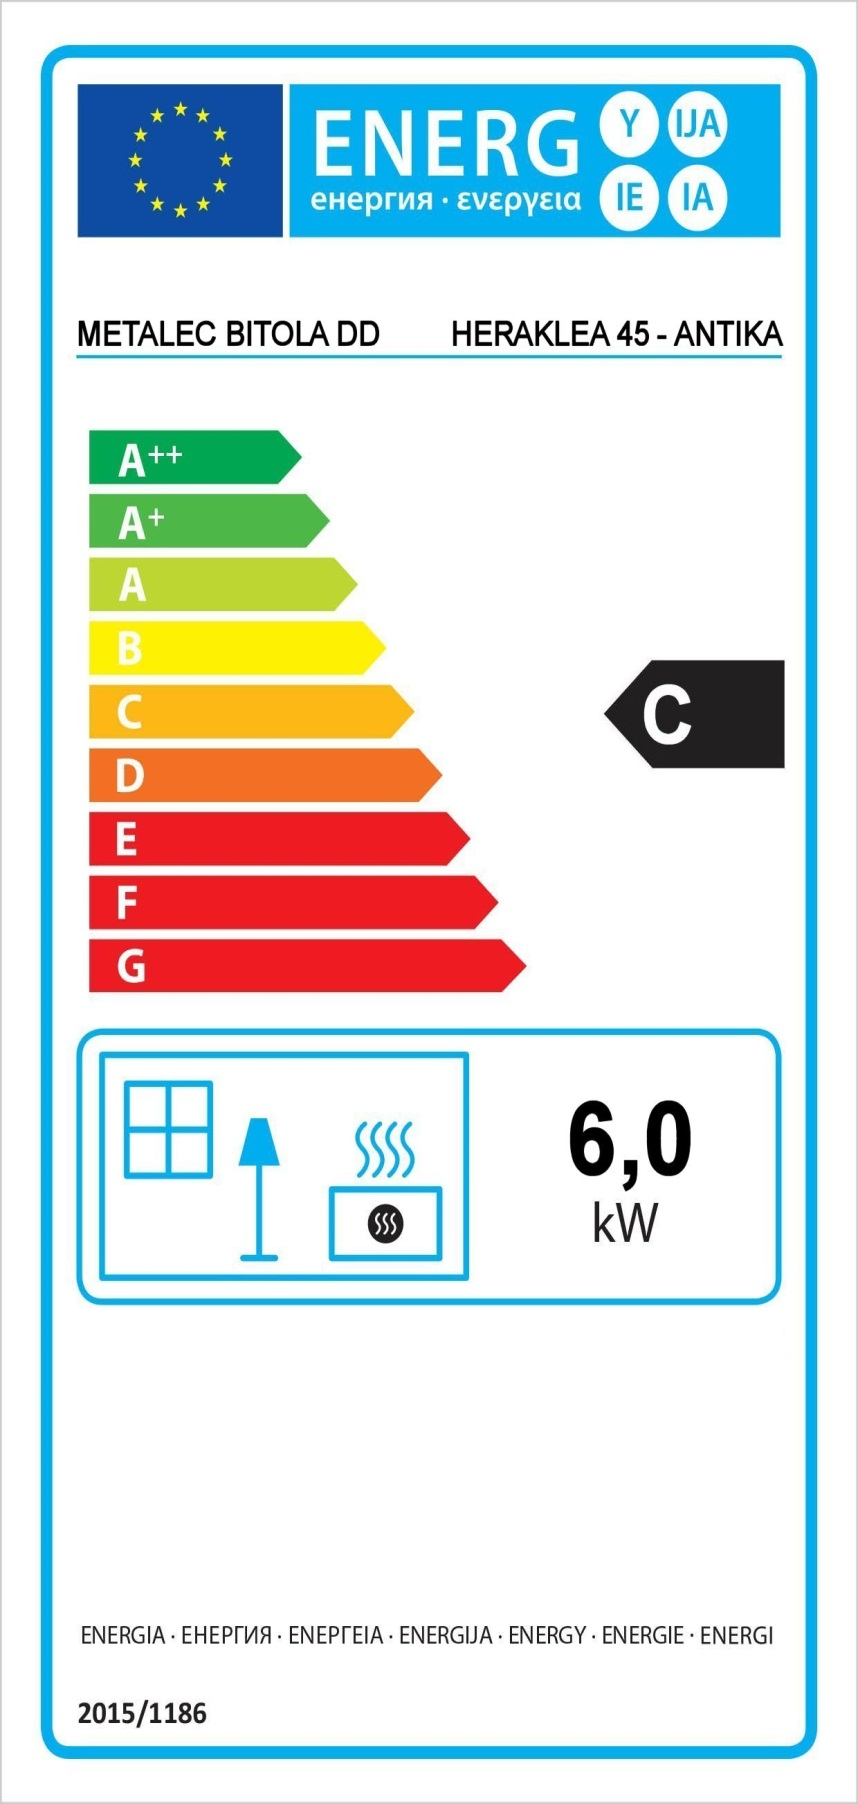 ENERG Y IJA
енергия · ενεργεια IE IA
METALEC BITOLA DD HERAKLEA 45 - ANTIKA
A++
A+
A
B
C
C
D
E
F
G
6,0
kW
ENERGIA · ЕНЕРГИЯ · ΕΝΕΡΓΕΙΑ · ENERGIJA · ENERGY · ENERGIE · ENERGI
2015/1186